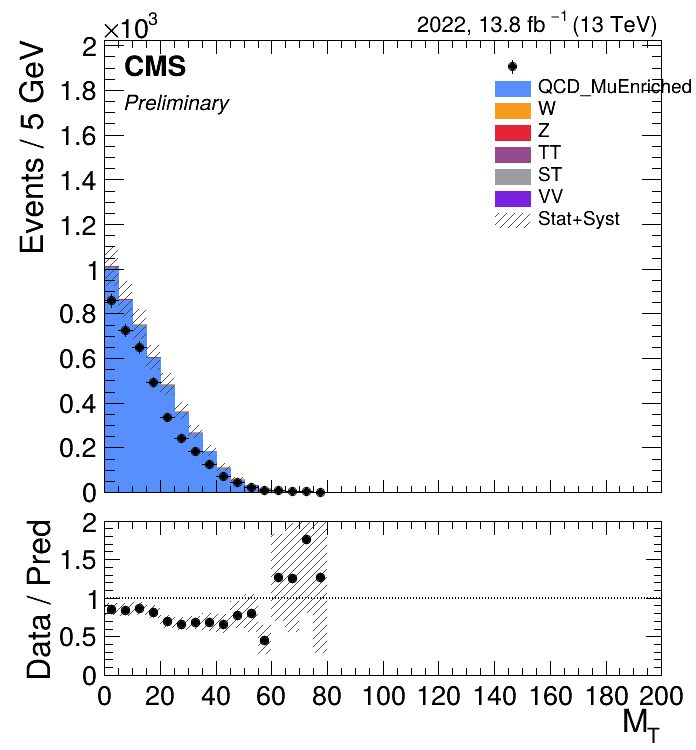 ×10³
2022, 13.8 fb⁻¹ (13 TeV)
Events / 5 GeV
2
1.8
1.6
1.4
1.2
1
0.8
0.6
0.4
0.2
0
CMS
Preliminary
QCD_MuEnriched
W
Z
TT
ST
VV
Stat+Syst
Data / Pred
2
1.5
1
0.5
0
0 20 40 60 80 100 120 140 160 180 200
M_T